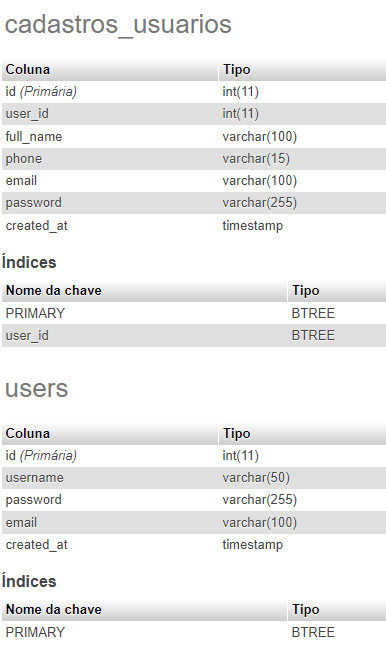 cadastros_usuarios
Coluna Tipo
id (Primária) int(11)
user_id int(11)
full_name varchar(100)
phone varchar(15)
email varchar(100)
password varchar(255)
created_at timestamp
Índices
Nome da chave Tipo
PRIMARY BTREE
user_id BTREE
users
Coluna Tipo
id (Primária) int(11)
username varchar(50)
password varchar(255)
email varchar(100)
created_at timestamp
Índices
Nome da chave Tipo
PRIMARY BTREE